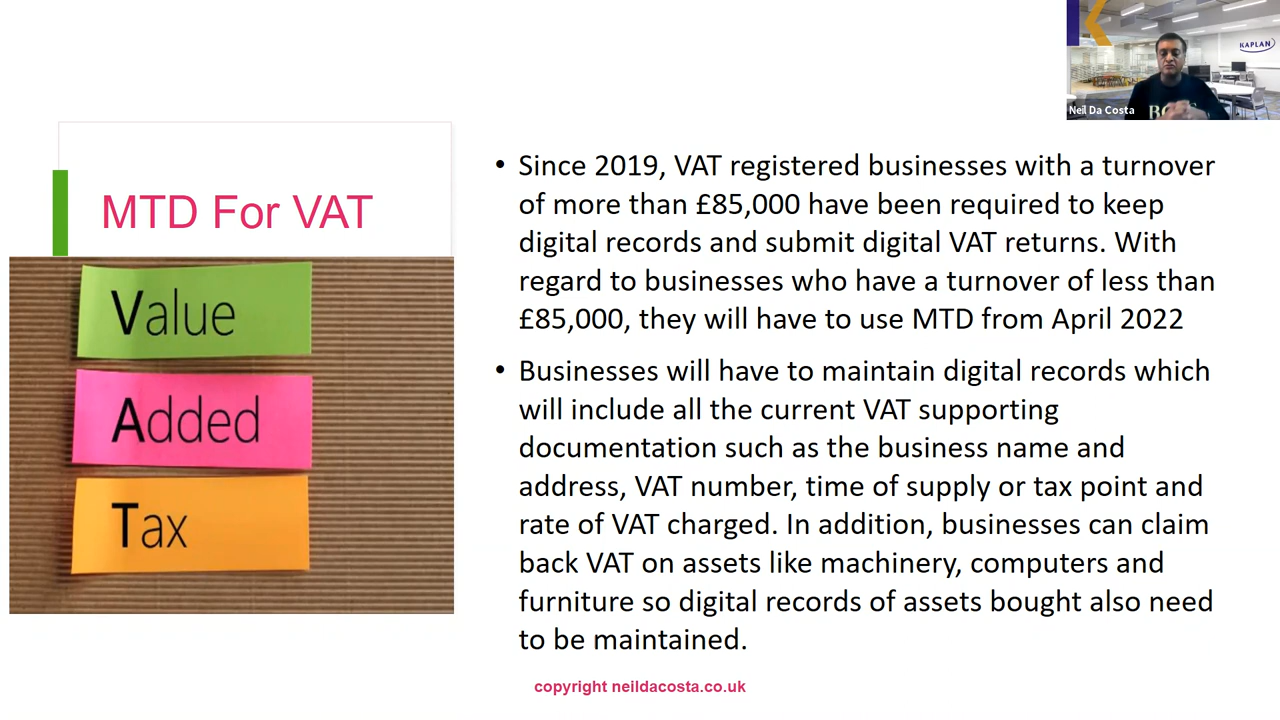 KAPLAN
Neil Da Costa
MTD For VAT
Value
Added
Tax
• Since 2019, VAT registered businesses with a turnover
of more than £85,000 have been required to keep
digital records and submit digital VAT returns. With
regard to businesses who have a turnover of less than
£85,000, they will have to use MTD from April 2022
• Businesses will have to maintain digital records which
will include all the current VAT supporting
documentation such as the business name and
address, VAT number, time of supply or tax point and
rate of VAT charged. In addition, businesses can claim
back VAT on assets like machinery, computers and
furniture so digital records of assets bought also need
to be maintained.
copyright neildacosta.co.uk